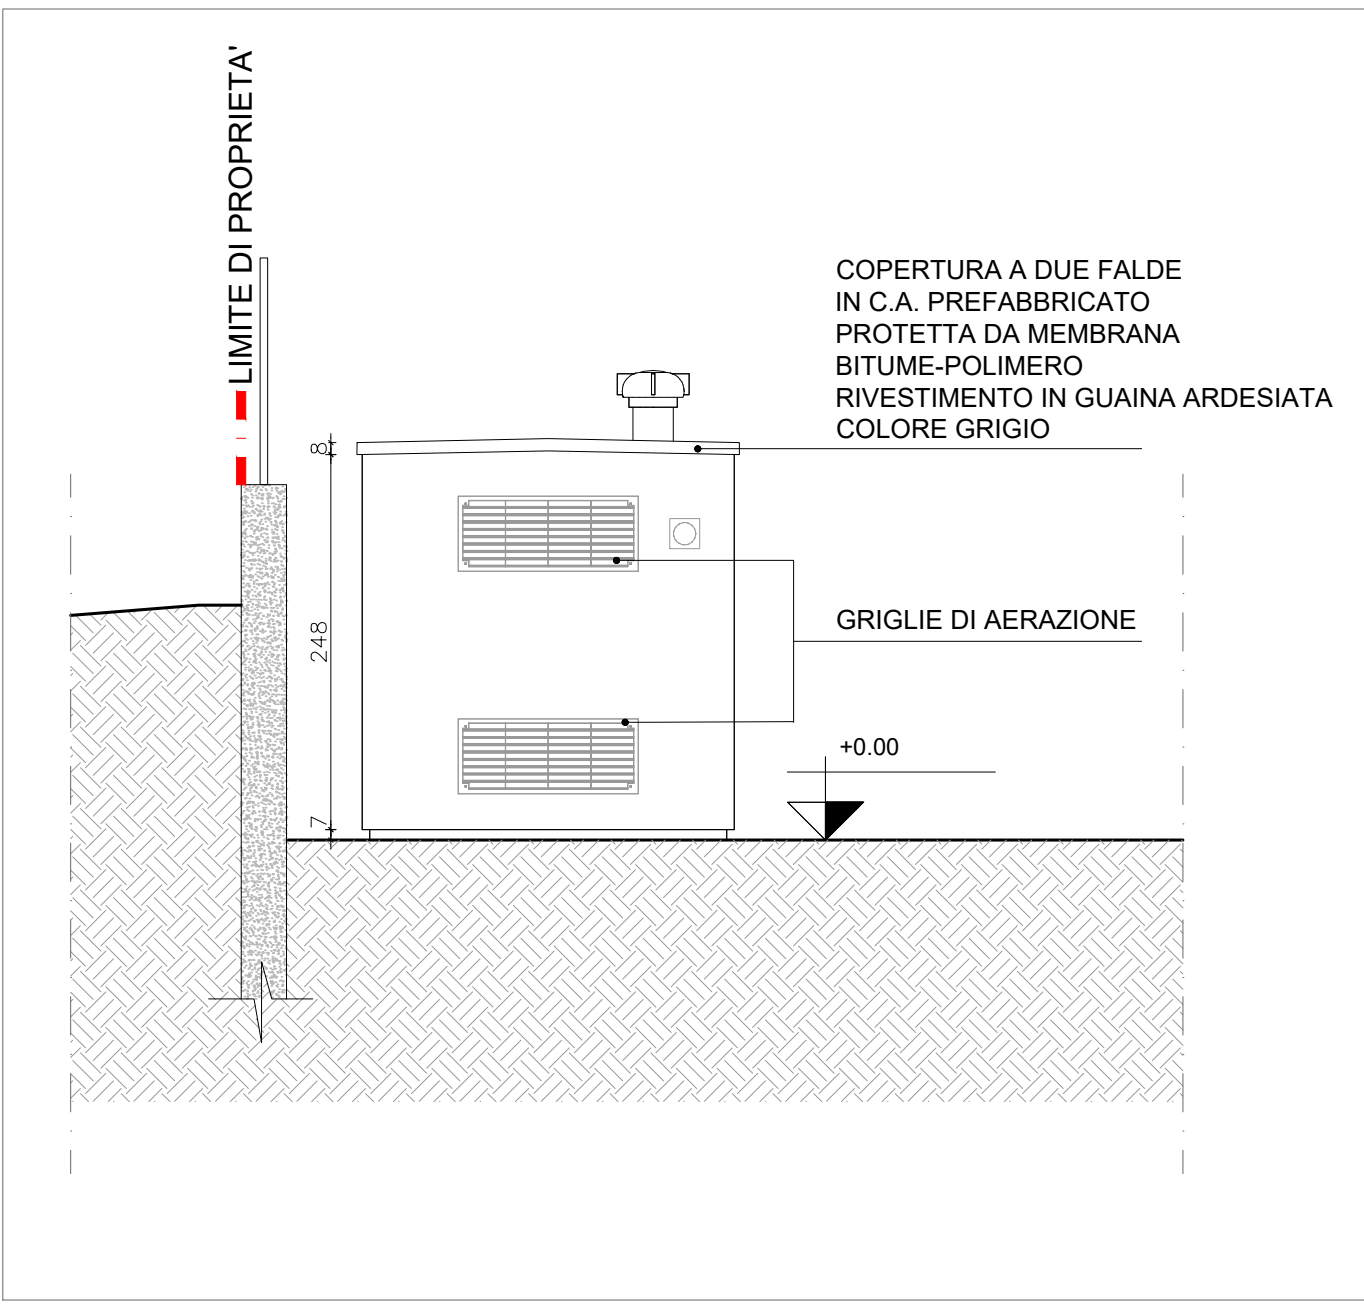 LIMITE DI PROPRIETA'
COPERTURA A DUE FALDE
IN C.A. PREFABBRICATO
PROTETTA DA MEMBRANA
BITUME-POLIMERO
RIVESTIMENTO IN GUAINA ARDESIATA
COLORE GRIGIO
8
248
GRIGLIE DI AERAZIONE
+0.00
7